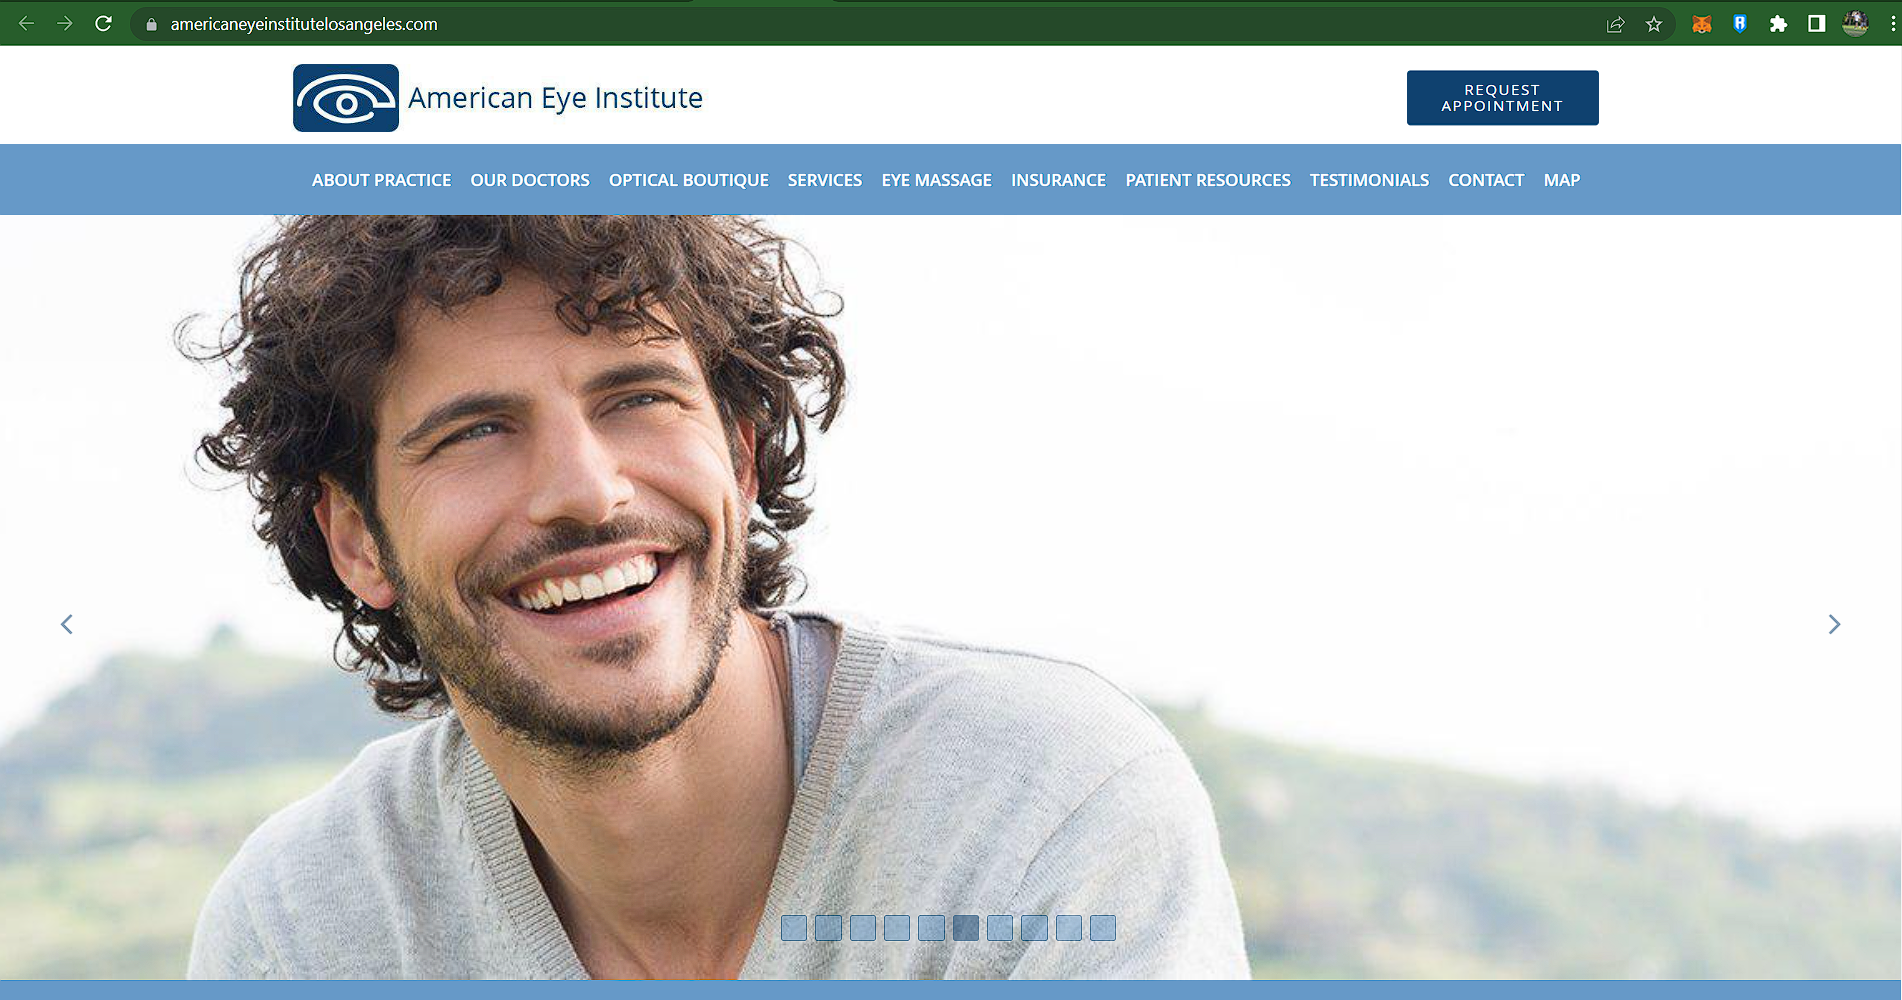 americaneyeinstitutelosangeles.com
American Eye Institute
REQUEST
APPOINTMENT
ABOUT PRACTICE OUR DOCTORS OPTICAL BOUTIQUE SERVICES EYE MASSAGE INSURANCE PATIENT RESOURCES TESTIMONIALS CONTACT MAP